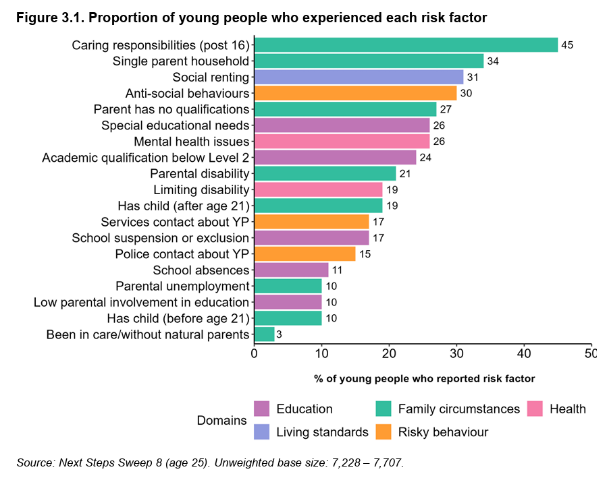 Figure 3.1. Proportion of young people who experienced each risk factor
Caring responsibilities (post 16) 45
Single parent household 34
Social renting 31
Anti-social behaviours 30
Parent has no qualifications 27
Special educational needs 26
Mental health issues 26
Academic qualification below Level 2 24
Parental disability 21
Limiting disability 19
Has child (after age 21) 19
Services contact about YP 17
School suspension or exclusion 17
Police contact about YP 15
School absences 11
Parental unemployment 10
Low parental involvement in education 10
Has child (before age 21) 10
Been in care/without natural parents 3
0 10 20 30 40 50
% of young people who reported risk factor
Domains
Education Family circumstances Health
Living standards Risky behaviour
Source: Next Steps Sweep 8 (age 25). Unweighted base size: 7,228 – 7,707.